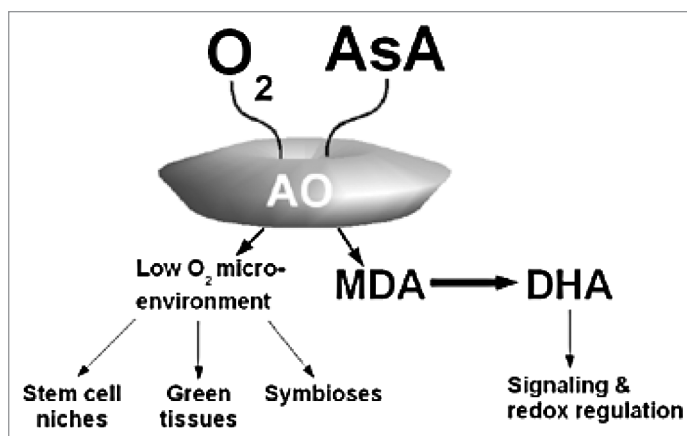 O2 AsA
AO
Low O2 micro-
environment
MDA DHA
Stem cell
niches
Green
tissues
Symbioses
Signaling &
redox regulation